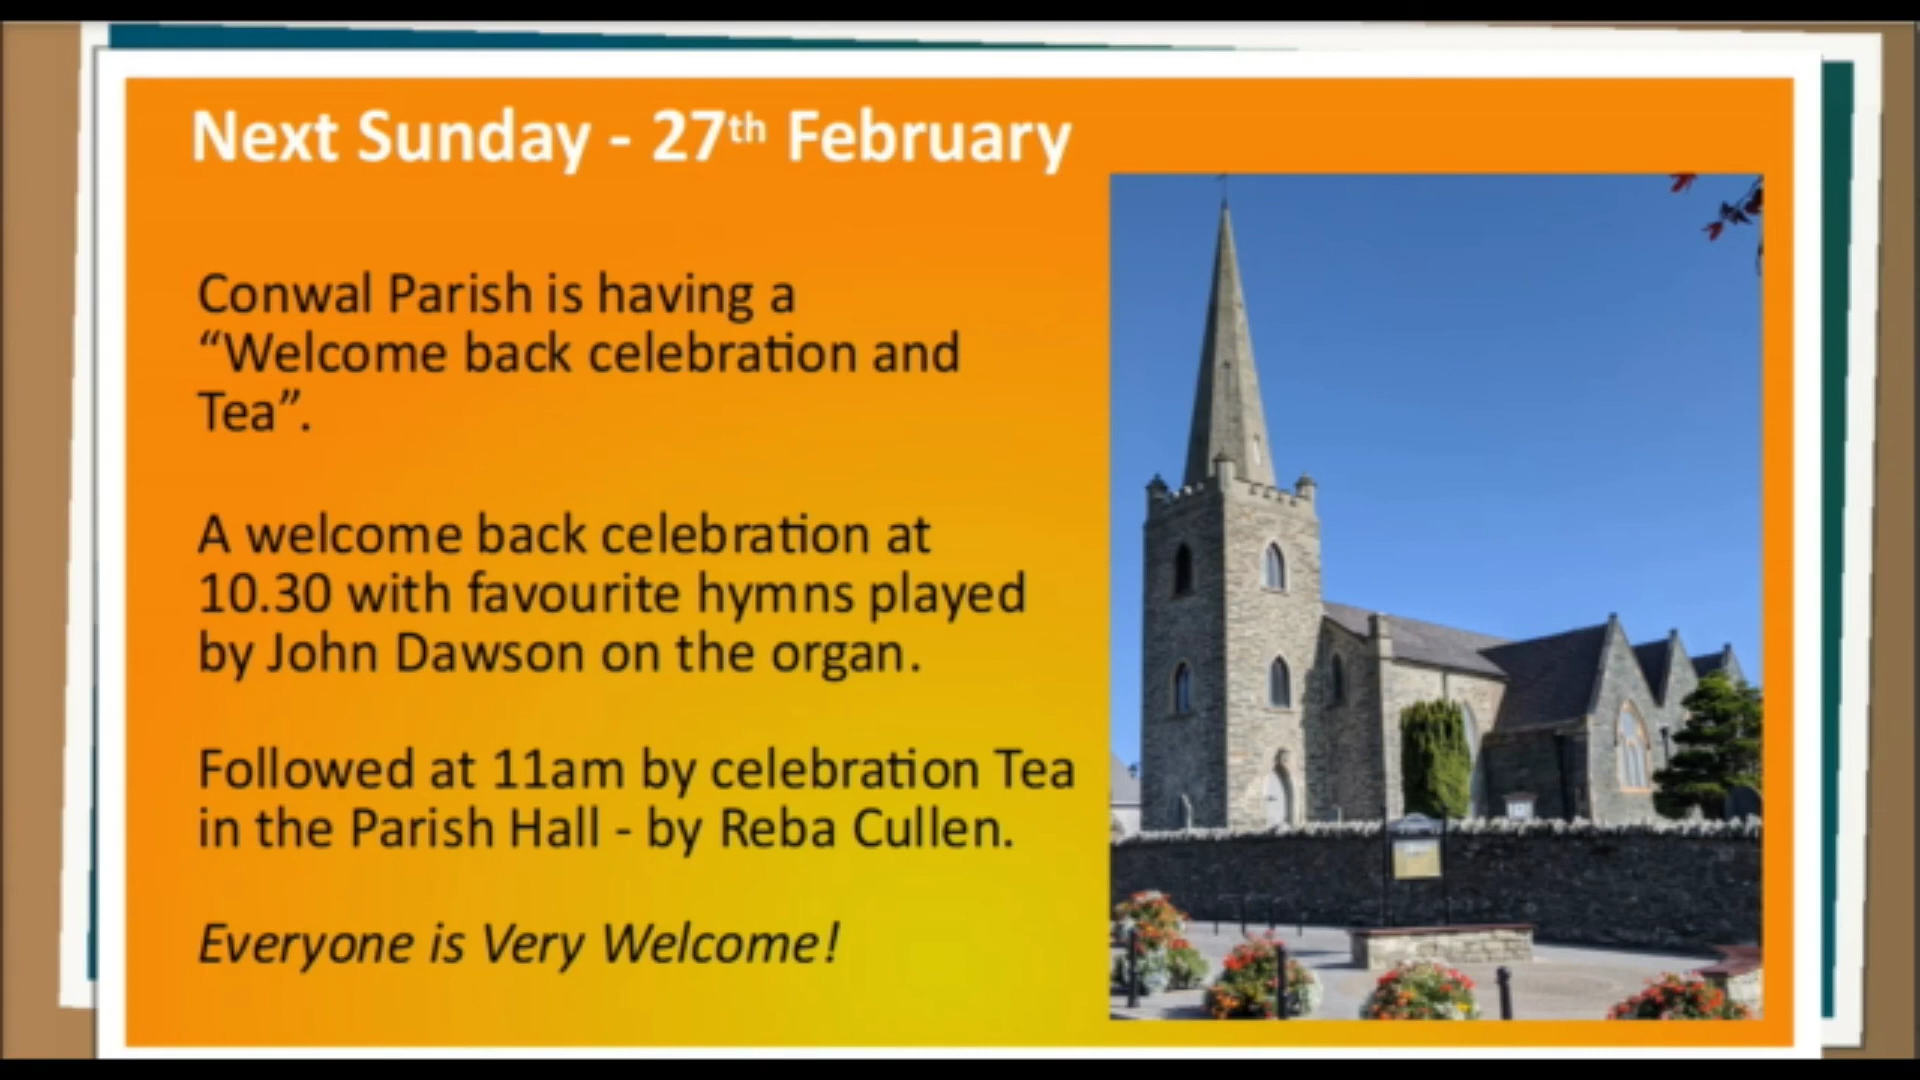 Next Sunday - 27th February
Conwal Parish is having a
“Welcome back celebration and
Tea”.
A welcome back celebration at
10.30 with favourite hymns played
by John Dawson on the organ.
Followed at 11am by celebration Tea
in the Parish Hall - by Reba Cullen.
Everyone is Very Welcome!